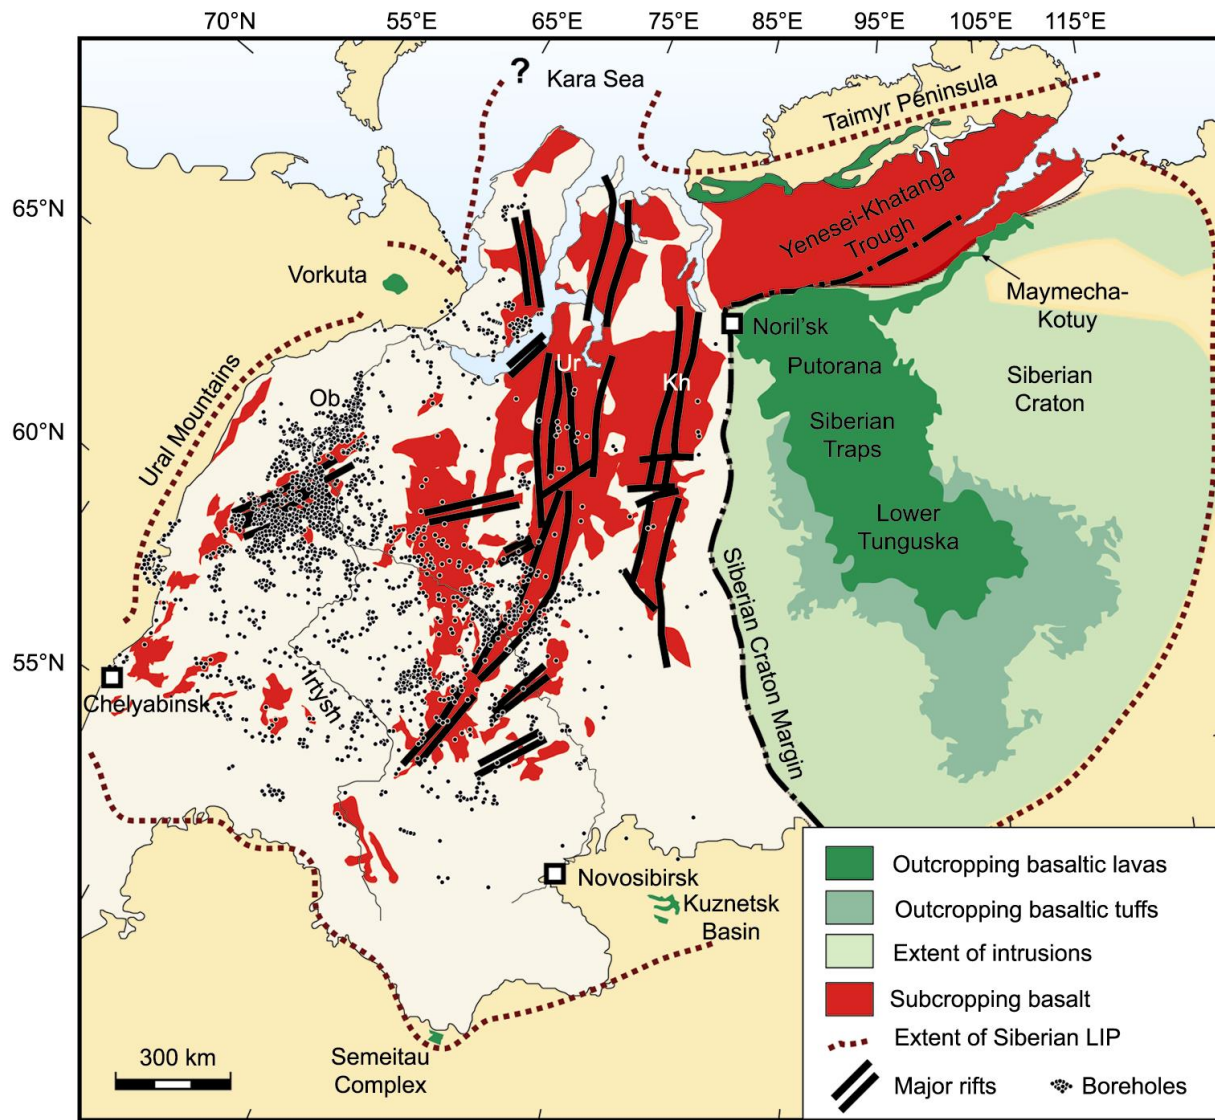 70°N 55°E 65°E 75°E 85°E 95°E 105°E 115°E
?
Kara Sea
Taimyr Peninsula
65°N
Yenesei-Khatanga
Trough
Vorkuta
Maymecha-
Kotuy
Noril'sk
Ural Mountains
Ur
Kh
Putorana
Siberian
Craton
Ob
60°N
Siberian
Traps
Lower
Tunguska
Siberian Craton Margin
55°N
Chelyabinsk
Irtysh
Novosibirsk
Kuznetsk
Basin
Semeitau
Complex
300 km
Outcropping basaltic lavas
Outcropping basaltic tuffs
Extent of intrusions
Subcropping basalt
Extent of Siberian LIP
Major rifts
Boreholes